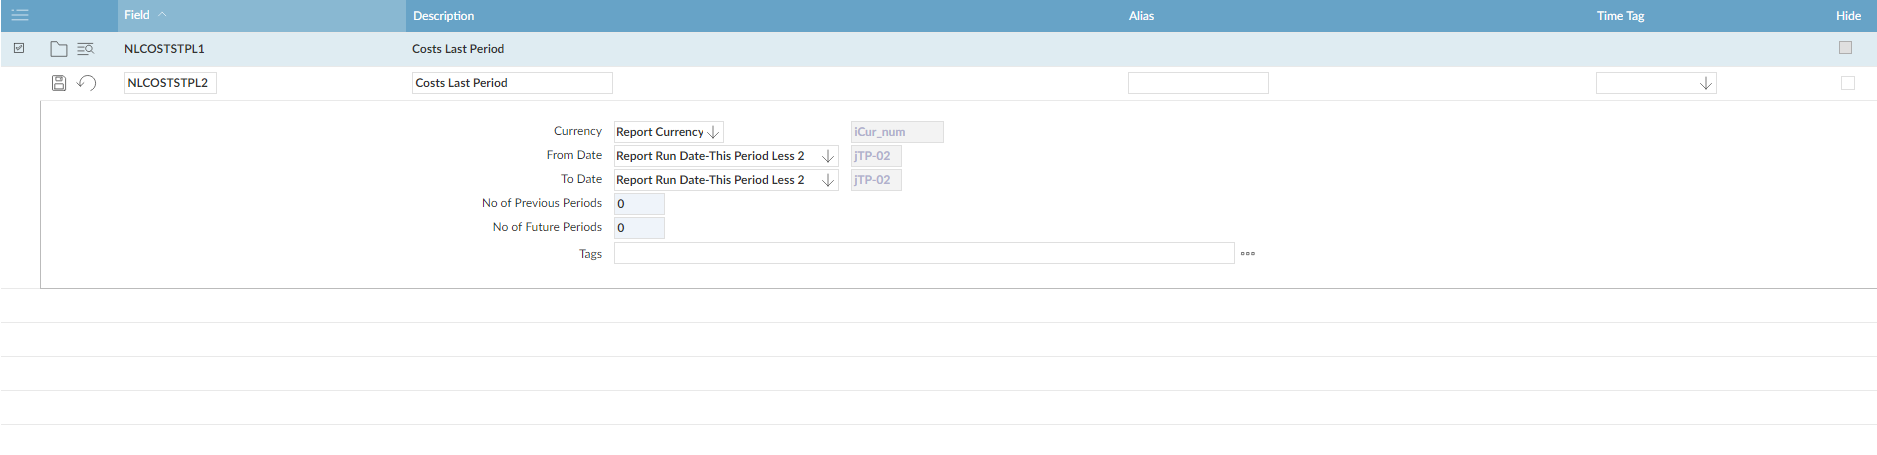 Field Description Alias Time Tag Hide
NLCOSTSTPL1 Costs Last Period
NLCOSTSTPL2 Costs Last Period
Currency Report Currency iCur_num
From Date Report Run Date-This Period Less 2 jTP-02
To Date Report Run Date-This Period Less 2 jTP-02
No of Previous Periods 0
No of Future Periods 0
Tags